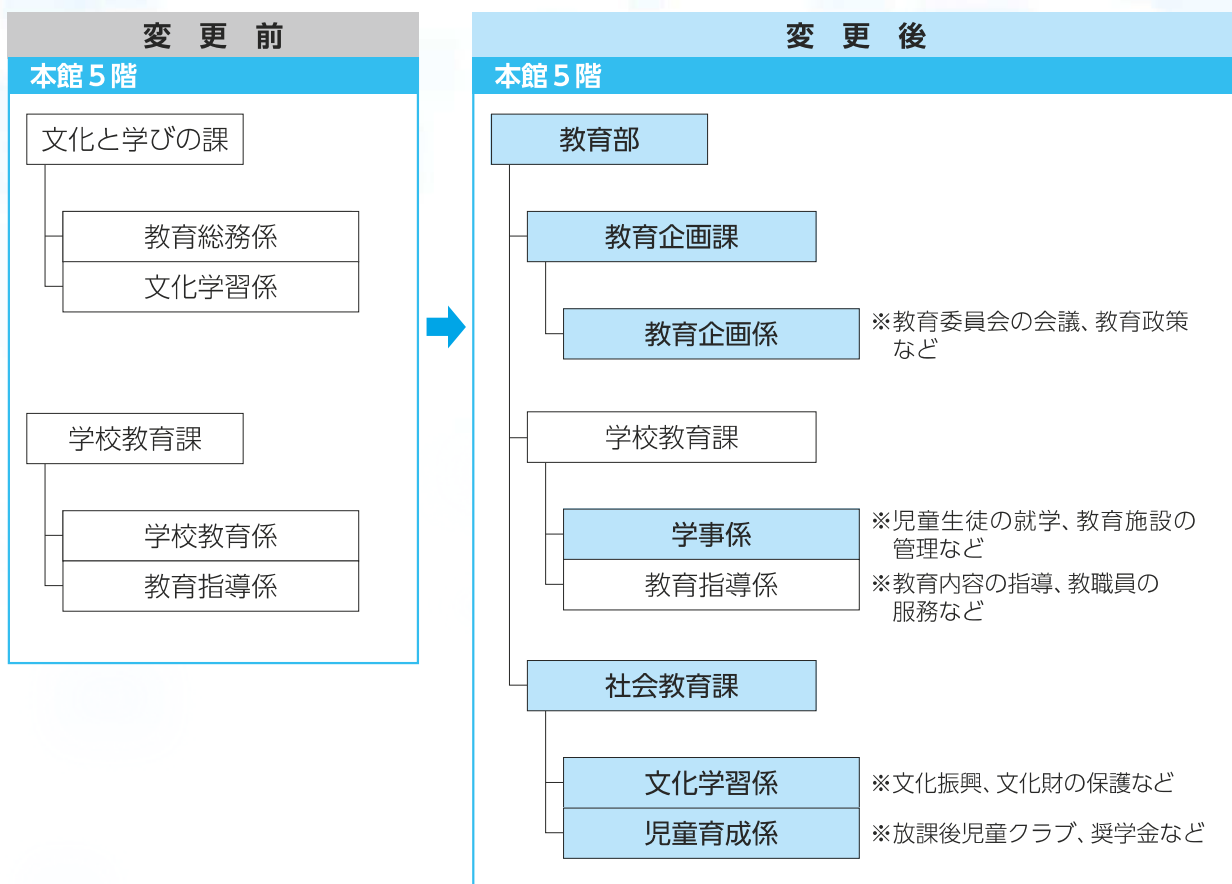 変更前
本館5階
文化と学びの課
教育総務係
文化学習係
学校教育課
学校教育係
教育指導係
変更後
本館5階
教育部
教育企画課
教育企画係
※教育委員会の会議、教育政策
など
学校教育課
学事係
※児童生徒の就学、教育施設の
管理など
教育指導係
※教育内容の指導、教職員の
服務など
社会教育課
文化学習係
※文化振興、文化財の保護など
児童育成係
※放課後児童クラブ、奨学金など